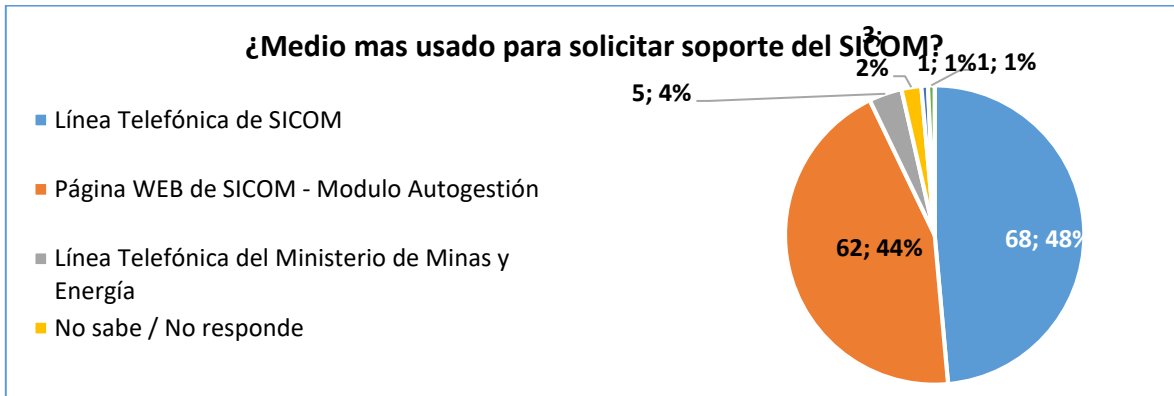 ¿Medio mas usado para solicitar soporte del SICOM?
3;
2%
1; 1%
1; 1%
5; 4%
Línea Telefónica de SICOM
Página WEB de SICOM - Modulo Autogestión
Línea Telefónica del Ministerio de Minas y
Energía
No sabe / No responde
62; 44%
68; 48%